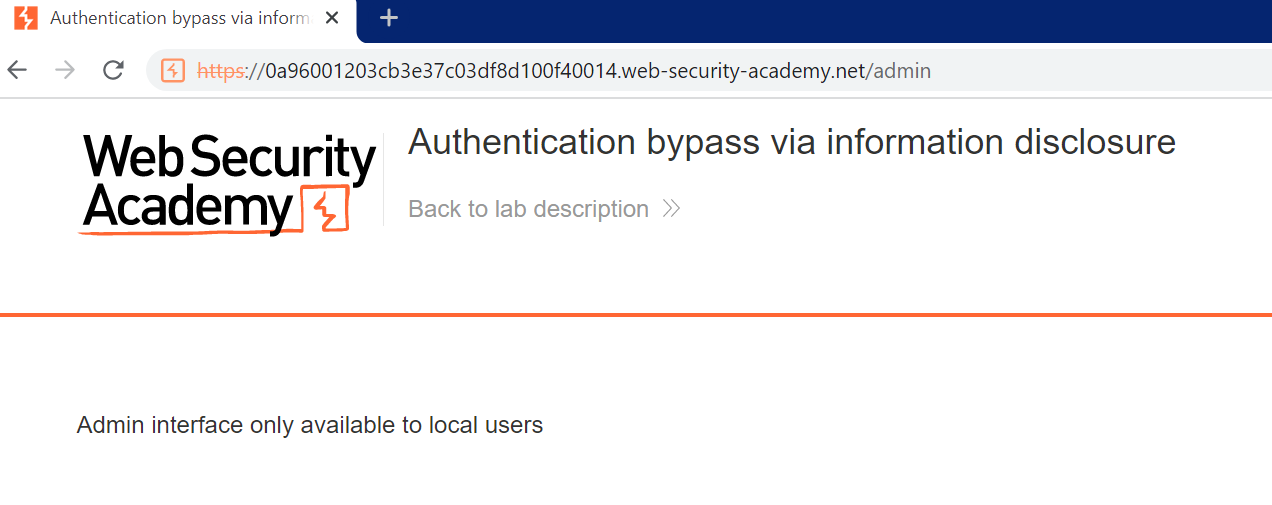 Authentication bypass via inform
https://0a96001203cb3e37c03df8d100f40014.web-security-academy.net/admin
Web Security
Academy
Authentication bypass via information disclosure
Back to lab description
Admin interface only available to local users